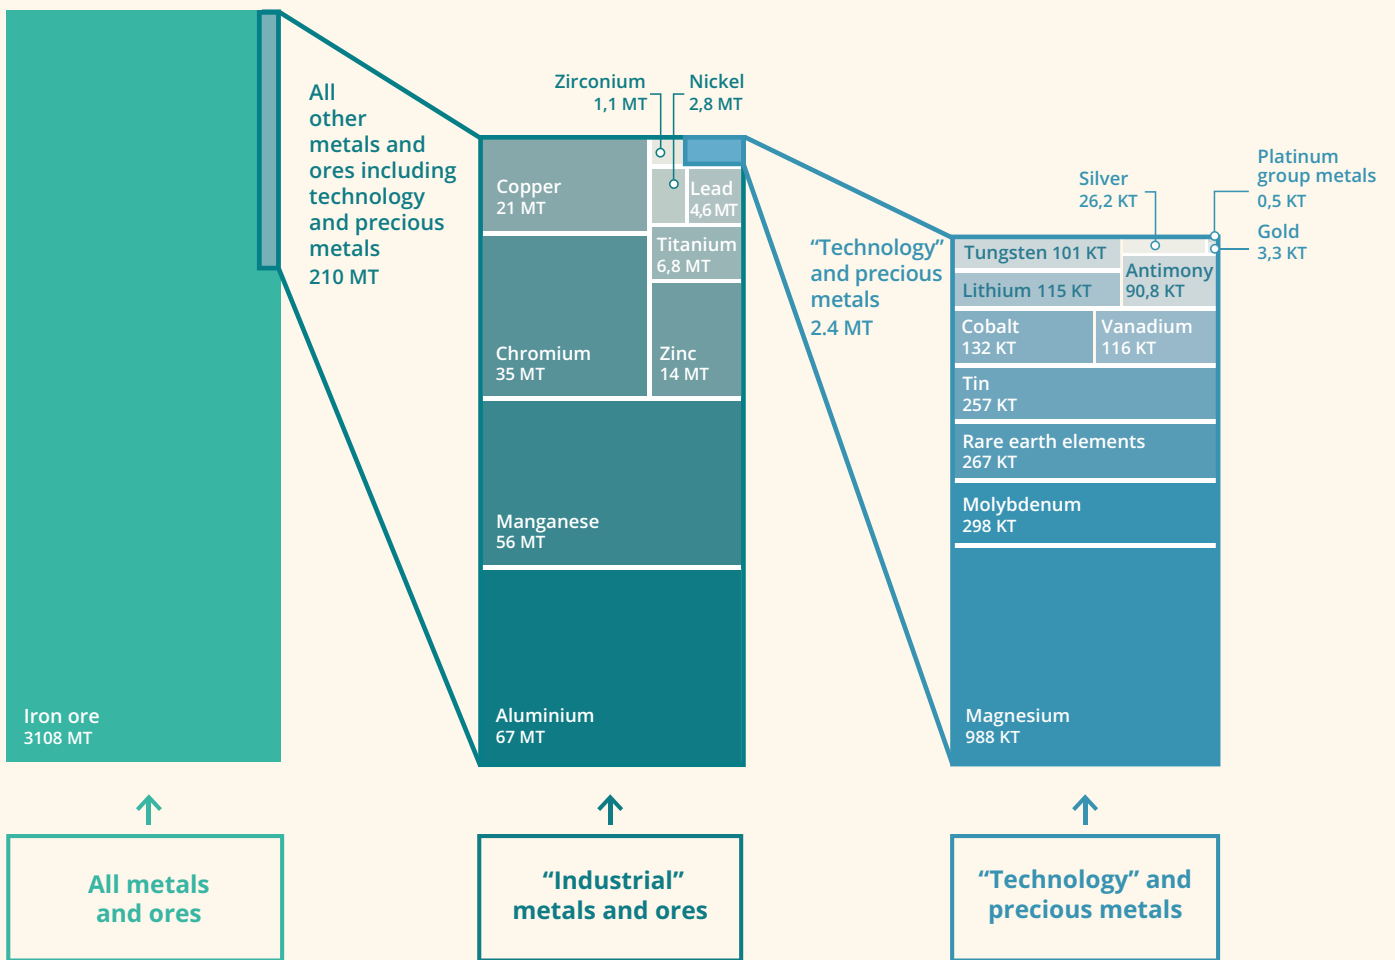 Iron ore
3108 MT
All
other
metals and
ores including
technology
and precious
metals
210 MT
Zirconium
1,1 MT
Nickel
2,8 MT
Copper
21 MT
Lead
4,6 MT
Titanium
6,8 MT
Chromium
35 MT
Zinc
14 MT
Manganese
56 MT
Aluminium
67 MT
“Technology”
and precious
metals
2.4 MT
Silver
26,2 KT
Platinum
group metals
0,5 KT
Gold
3,3 KT
Tungsten 101 KT
Antimony
90,8 KT
Lithium 115 KT
Cobalt
132 KT
Vanadium
116 KT
Tin
257 KT
Rare earth elements
267 KT
Molybdenum
298 KT
Magnesium
988 KT
All metals
and ores
“Industrial”
metals and ores
“Technology” and
precious metals